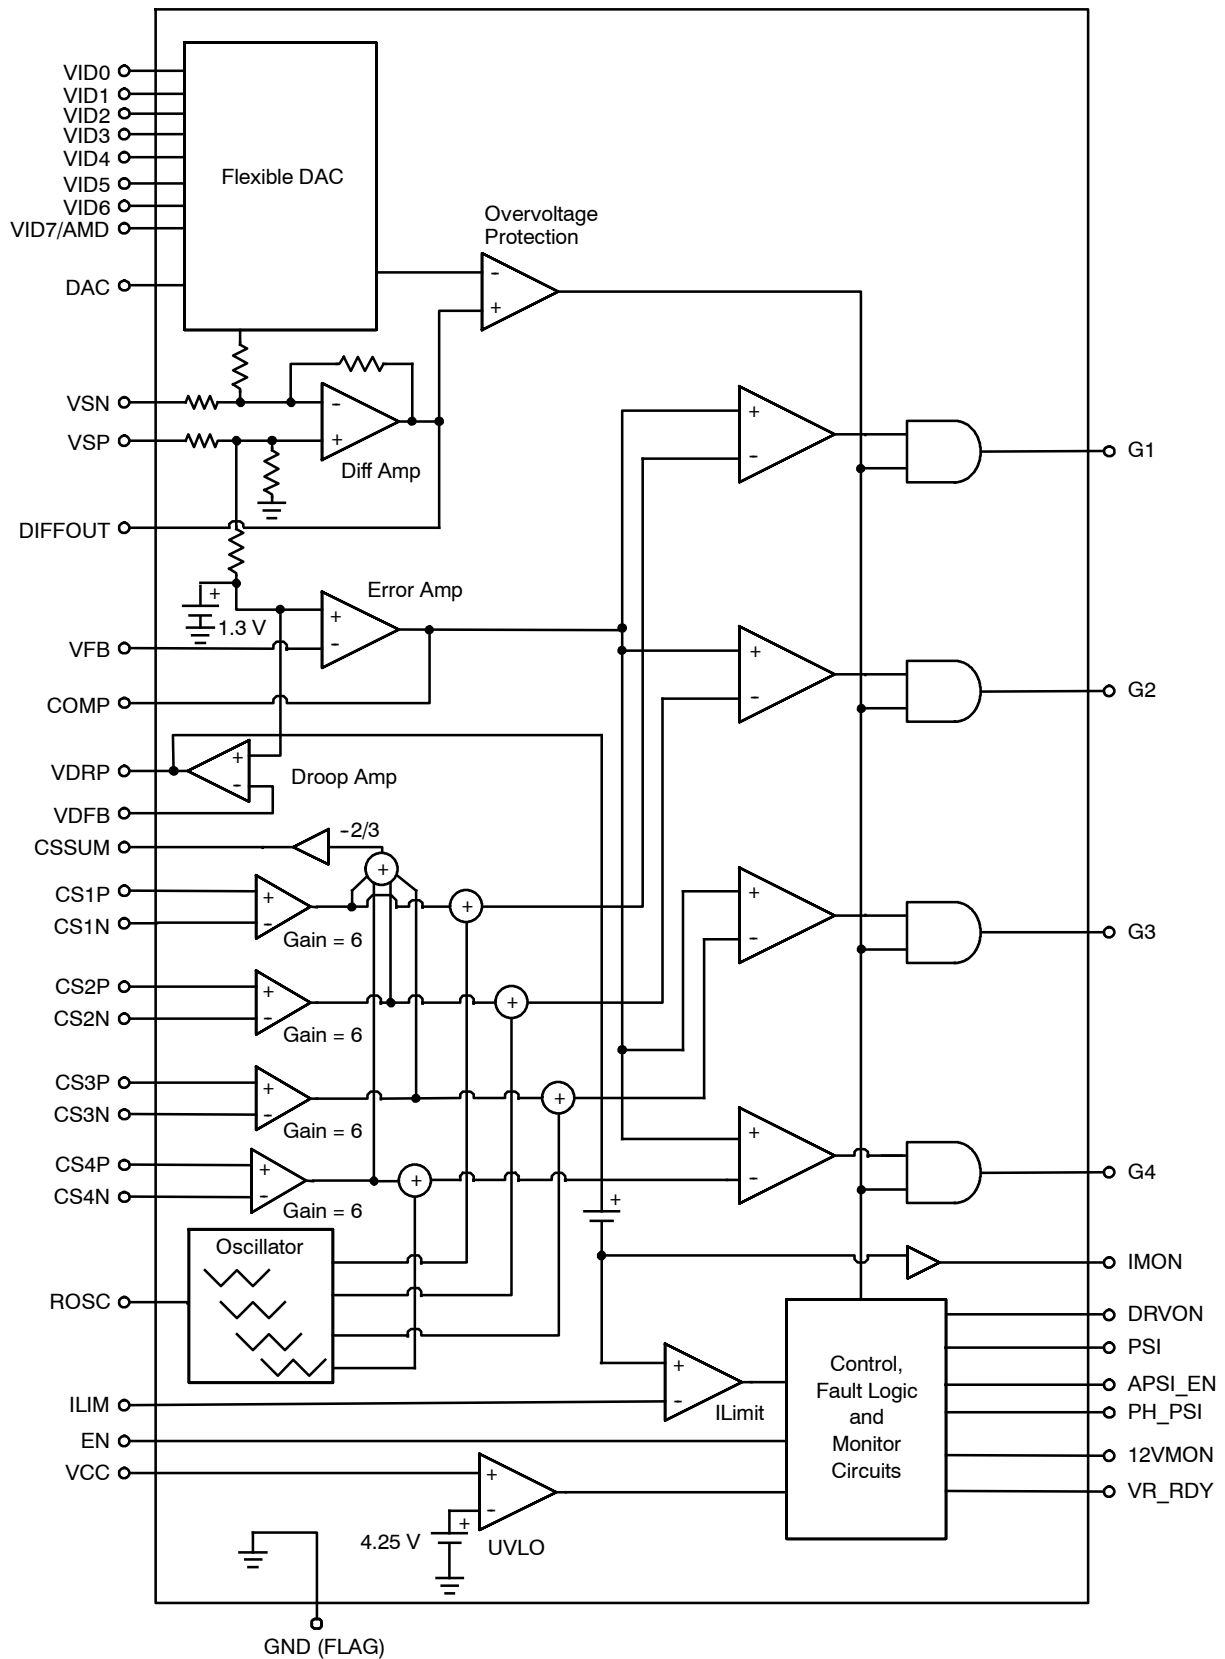 VID0
VID1
VID2
VID3
VID4
VID5
VID6
VID7/AMD
DAC
Flexible DAC
Overvoltage
Protection
-
+
VSN
VSP
-
+
Diff Amp
DIFFOUT
+
1.3 V
Error Amp
+
-
VFB
COMP
VDRP
VDFB
+
-
Droop Amp
CSSUM
-2/3
+
CS1P
CS1N
+
-
Gain = 6
+
CS2P
CS2N
+
-
Gain = 6
+
CS3P
CS3N
+
-
Gain = 6
+
CS4P
CS4N
+
-
Gain = 6
+
+
-
G1
+
-
G2
+
-
G3
+
-
G4
+
Oscillator
ROSC
ILIM
EN
VCC
+
-
ILimit
+
-
UVLO
+
4.25 V
Control,
Fault Logic
and
Monitor
Circuits
IMON
DRVON
PSI
APSI_EN
PH_PSI
12VMON
VR_RDY
GND (FLAG)